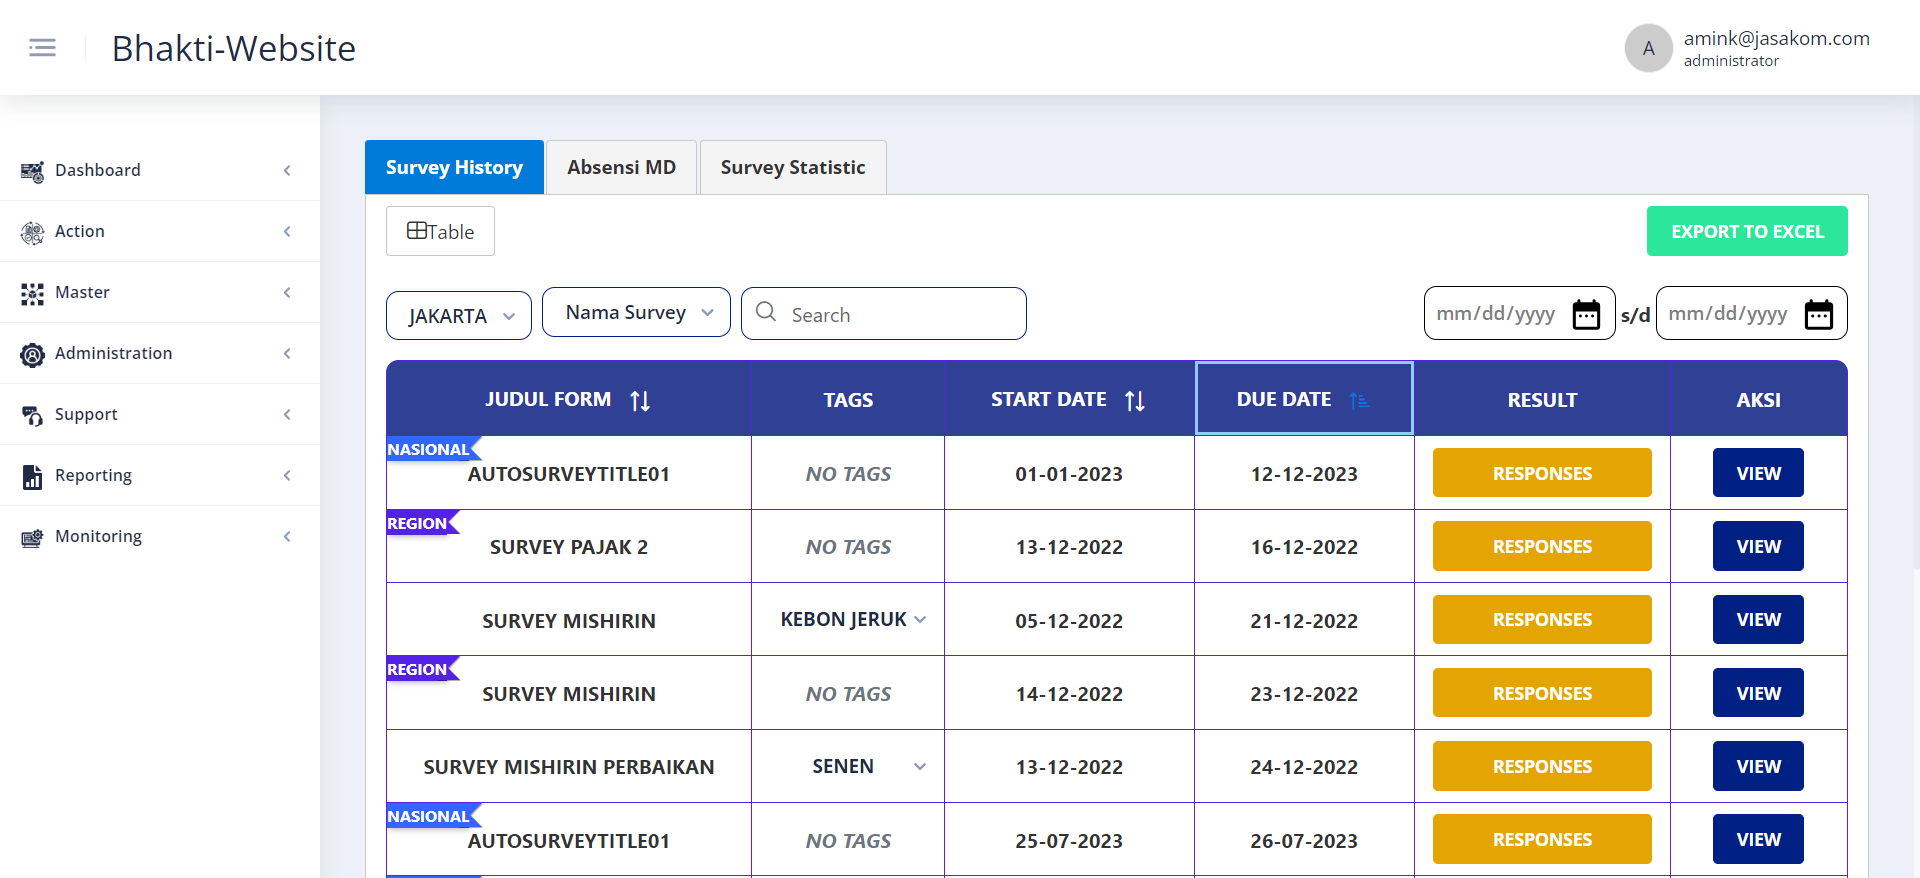 Bhakti-Website
A
amink@jasakom.com
administrator
Dashboard
Action
Master
Administration
Support
Reporting
Monitoring
Survey History
Absensi MD
Survey Statistic
Table
EXPORT TO EXCEL
JAKARTA
Nama Survey
Search
mm/dd/yyyy
s/d
mm/dd/yyyy
JUDUL FORM
TAGS
START DATE
DUE DATE
RESULT
AKSI
NASIONAL
AUTOSURVEYTITLE01
NO TAGS
01-01-2023
12-12-2023
RESPONSES
VIEW
REGION
SURVEY PAJAK 2
NO TAGS
13-12-2022
16-12-2022
RESPONSES
VIEW
SURVEY MISHIRIN
KEBON JERUK
05-12-2022
21-12-2022
RESPONSES
VIEW
REGION
SURVEY MISHIRIN
NO TAGS
14-12-2022
23-12-2022
RESPONSES
VIEW
SURVEY MISHIRIN PERBAIKAN
SENEN
13-12-2022
24-12-2022
RESPONSES
VIEW
NASIONAL
AUTOSURVEYTITLE01
NO TAGS
25-07-2023
26-07-2023
RESPONSES
VIEW